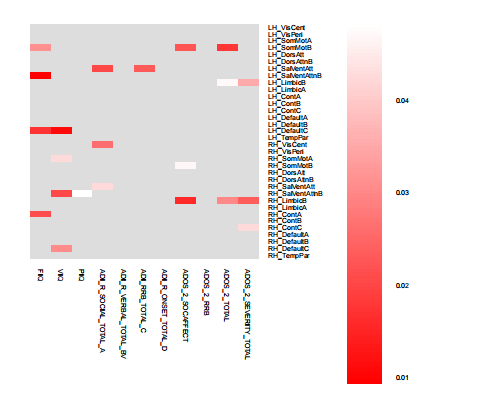 LH_VisCent
LH_VisPeri
LH_SomMotA
LH_SomMotB
LH_DorsAtt
LH_DorsAttnB
LH_SalVentAtt
LH_SalVentAttnB
LH_LimbicB
LH_LimbicA
LH_ContA
LH_ContB
LH_ContC
LH_DefaultA
LH_DefaultB
LH_DefaultC
LH_TempPar
RH_VisCent
RH_VisPeri
RH_SomMotA
RH_SomMotB
RH_DorsAtt
RH_DorsAttnB
RH_SalVentAtt
RH_SalVentAttnB
RH_LimbicB
RH_LimbicA
RH_ContA
RH_ContB
RH_ContC
RH_DefaultA
RH_DefaultB
RH_DefaultC
RH_TempPar
FIQ
VIQ
PIQ
ADI_R_SOCIAL_TOTAL_A
ADI_R_VERBAL_TOTAL_BV
ADI_RRB_TOTAL_C
ADI_R_ONSET_TOTAL_D
ADOS_2_SOCAFFECT
ADOS_2_RRB
ADOS_2_TOTAL
ADOS_2_SEVERITY_TOTAL
0.04
0.03
0.02
0.01